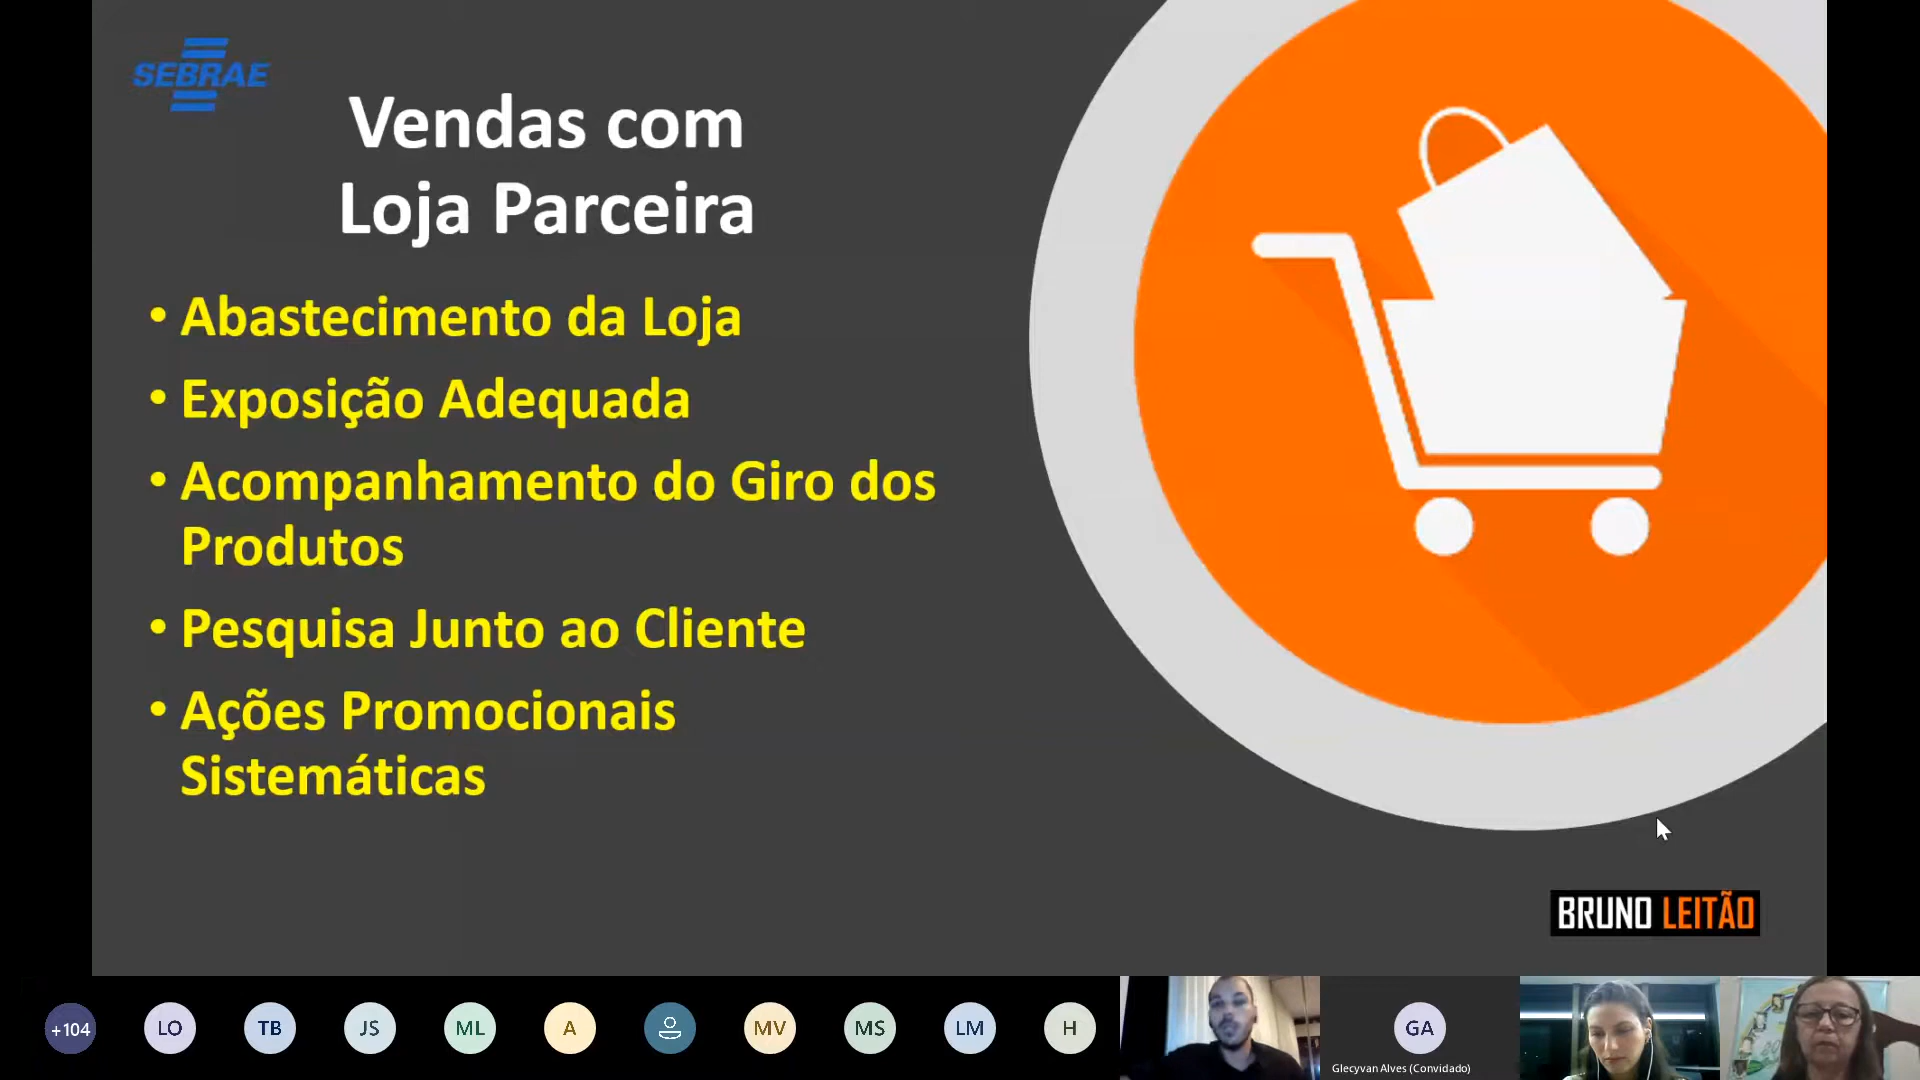 SEBRAE
Vendas com
Loja Parceira
• Abastecimento da Loja
• Exposição Adequada
• Acompanhamento do Giro dos
Produtos
• Pesquisa Junto ao Cliente
• Ações Promocionais
Sistemáticas
BRUNO LEITÃO
+104 LO TB JS ML A MV MS LM H GA
Glecyvan Alves (Convidado)